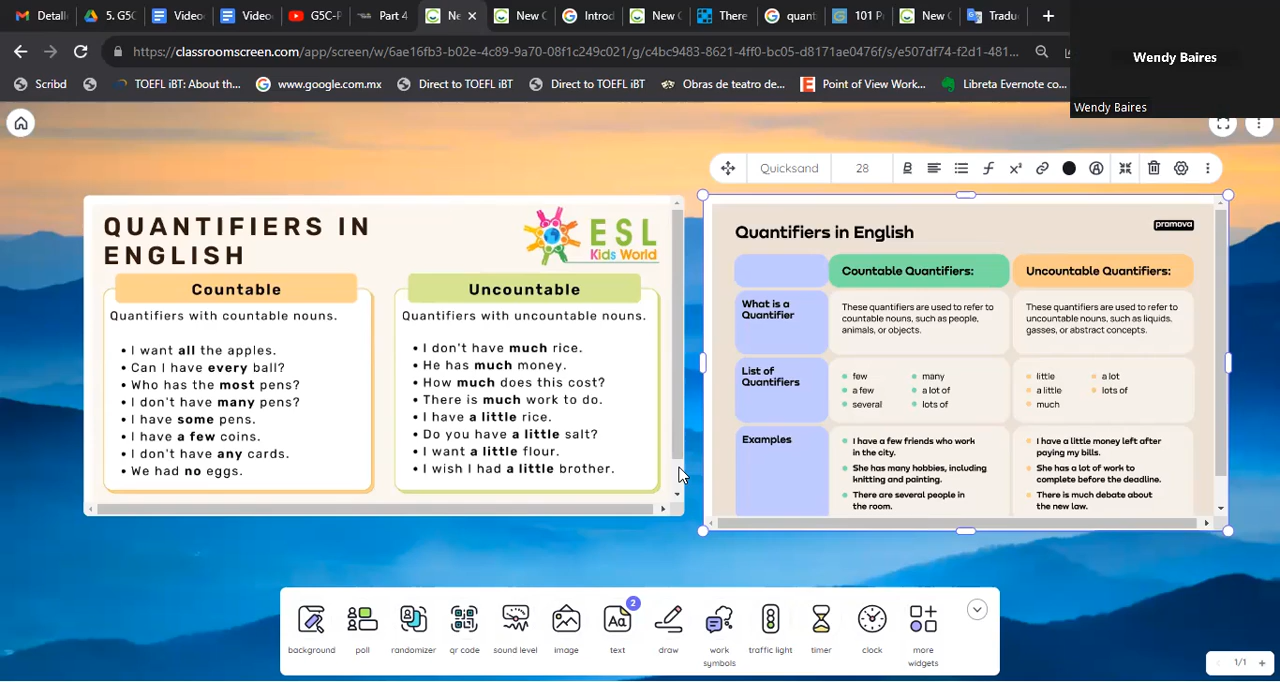 Detalle
5. G5C
Video
Video
G5C-P
Part 4
Ne
New C
Introd
New C
There
quant
101 P
New C
Tradu
https://classroomscreen.com/app/screen/w/6ae16fb3-b02e-4c89-9a70-08f1c249c021/g/c4bc9483-8621-4ff0-bc05-d8171ae0476f/s/e507df74-f2d1-481...
Scribd
TOEFL iBT: About th...
www.google.com.mx
Direct to TOEFL iBT
Direct to TOEFL iBT
Obras de teatro de...
Point of View Work...
Libreta Evernote co...
Wendy Baires
Wendy Baires
Quicksand 28
QUANTIFIERS IN
ENGLISH
ESL
Kids World
Countable
Quantifiers with countable nouns.
• I want all the apples.
• Can I have every ball?
• Who has the most pens?
• I don't have many pens?
• I have some pens.
• I have a few coins.
• I don't have any cards.
• We had no eggs.
Uncountable
Quantifiers with uncountable nouns.
• I don't have much rice.
• He has much money.
• How much does this cost?
• There is much work to do.
• I have a little rice.
• Do you have a little salt?
• I want a little flour.
• I wish I had a little brother.
promova
Quantifiers in English
Countable Quantifiers:
Uncountable Quantifiers:
What is a
Quantifier
These quantifiers are used to refer to
countable nouns, such as people,
animals, or objects.
These quantifiers are used to refer to
uncountable nouns, such as liquids,
gasses, or abstract concepts.
List of
Quantifiers
few
a few
several
many
a lot of
lots of
little
a little
much
a lot
lots of
Examples
I have a few friends who work
in the city.
She has many hobbies, including
knitting and painting.
There are several people in
the room.
I have a little money left after
paying my bills.
She has a lot of work to
complete before the deadline.
There is much debate about
the new law.
background
poll
randomizer
qr code
sound level
image
2
text
draw
work
symbols
traffic light
timer
clock
more
widgets
1/1